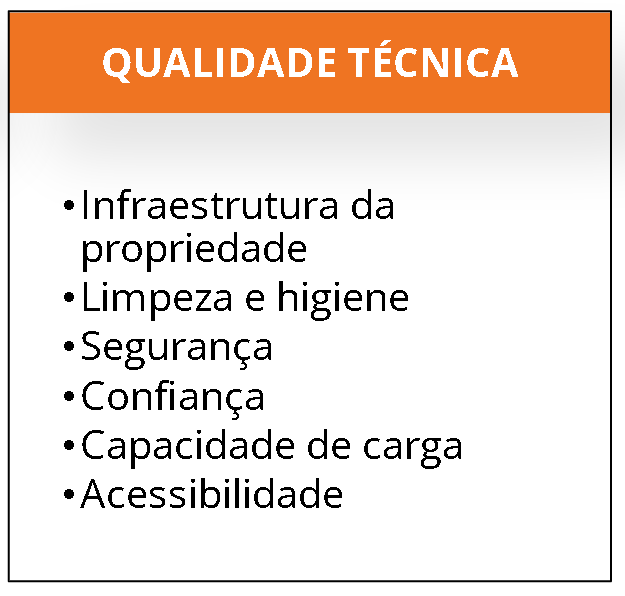 QUALIDADE TÉCNICA
•Infraestrutura da
propriedade
•Limpeza e higiene
•Segurança
•Confiança
•Capacidade de carga
•Acessibilidade